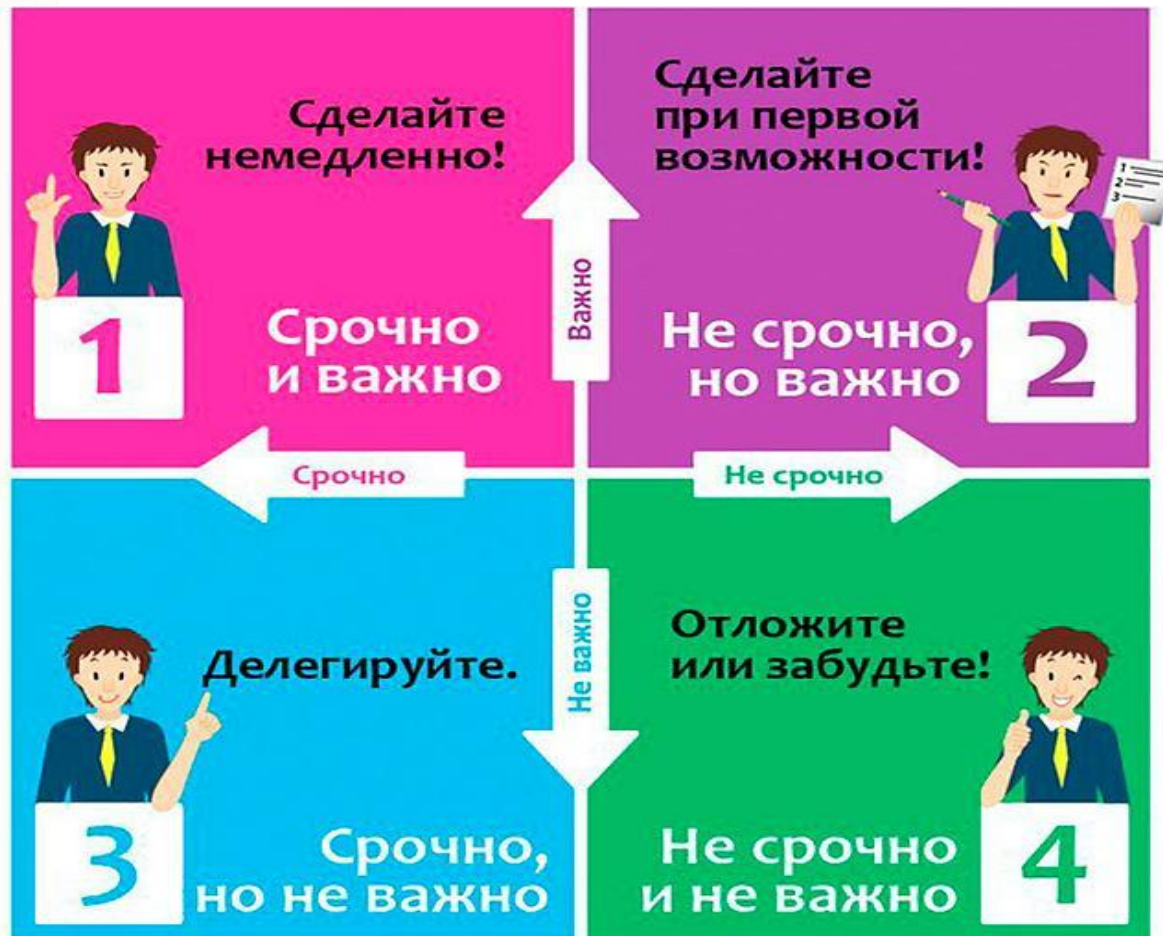 Сделайте
немедленно!
1
Срочно
и важно
Важно
Сделайте
при первой
возможности!
1
2
3
Не срочно,
но важно
2
Срочно
Не срочно
Делегируйте.
3
Срочно,
но не важно
Не важно
Отложите
или забудьте!
Не срочно
и не важно
4